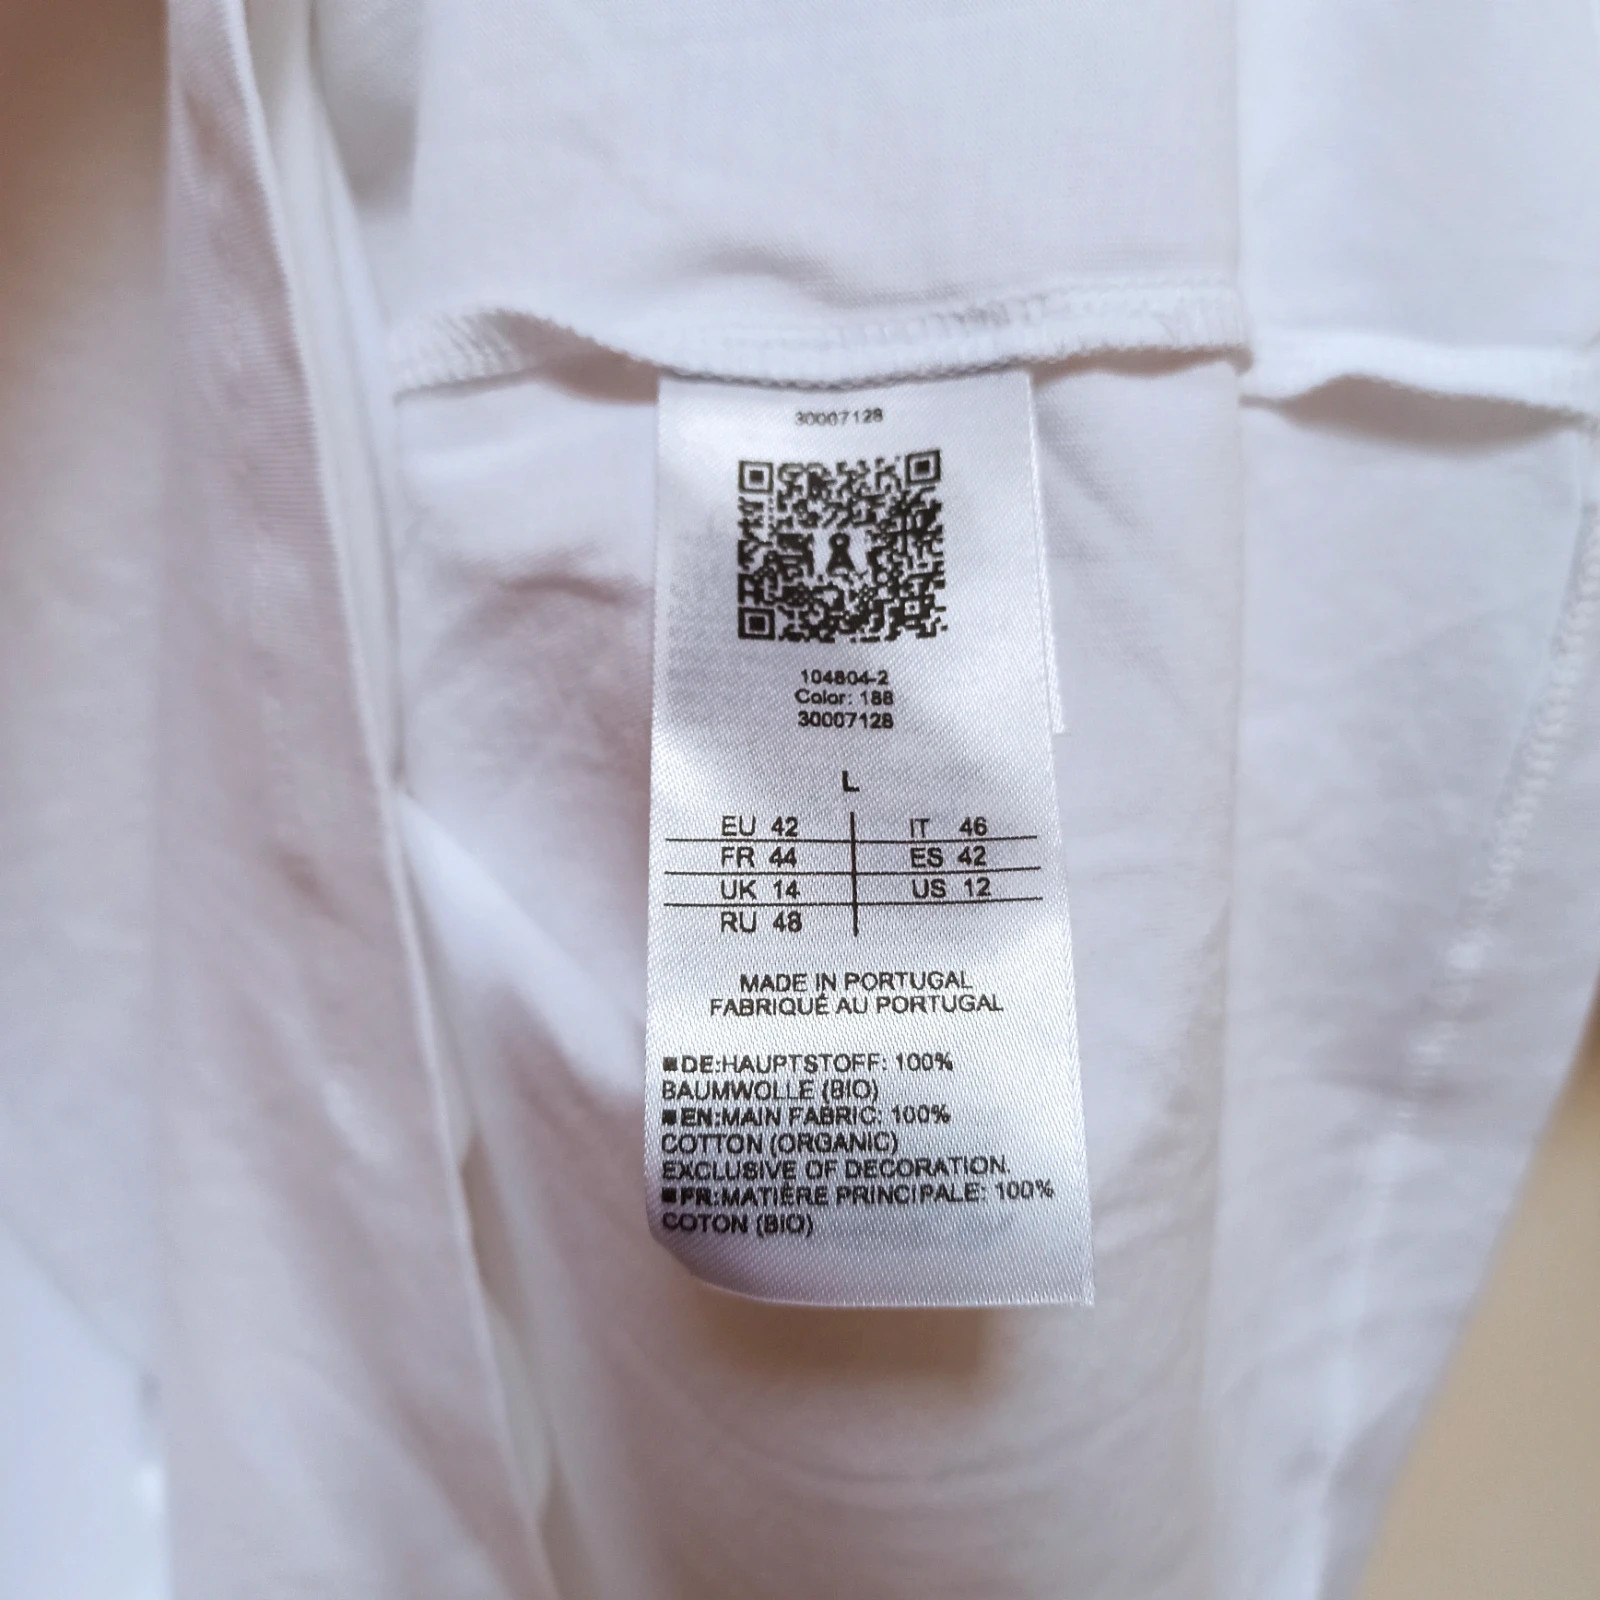 30007128
104804-2
Color: 188
30007128
L
EU 42 IT 46
FR 44 ES 42
UK 14 US 12
RU 48
MADE IN PORTUGAL
FABRIQUÉ AU PORTUGAL
■DE:HAUPTSTOFF: 100%
BAUMWOLLE (BIO)
■EN:MAIN FABRIC: 100%
COTTON (ORGANIC)
EXCLUSIVE OF DECORATION.
■FR:MATIÈRE PRINCIPALE: 100%
COTON (BIO)